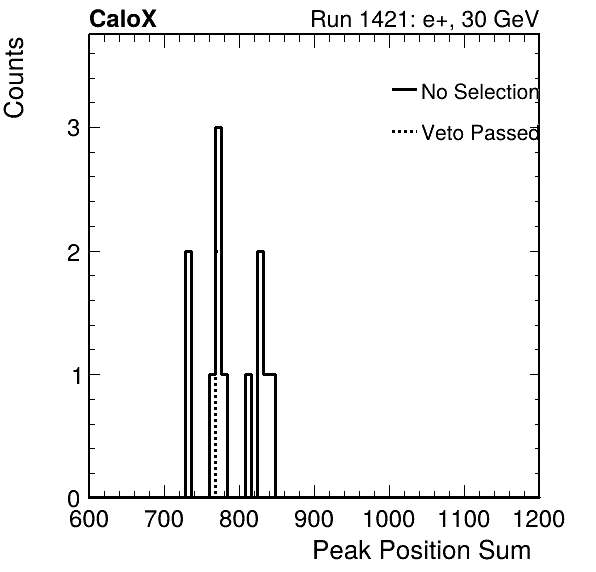 CaloX Run 1421: e+, 30 GeV
Counts
No Selection
Veto Passed
3
2
1
0
600 700 800 900 1000 1100 1200
Peak Position Sum